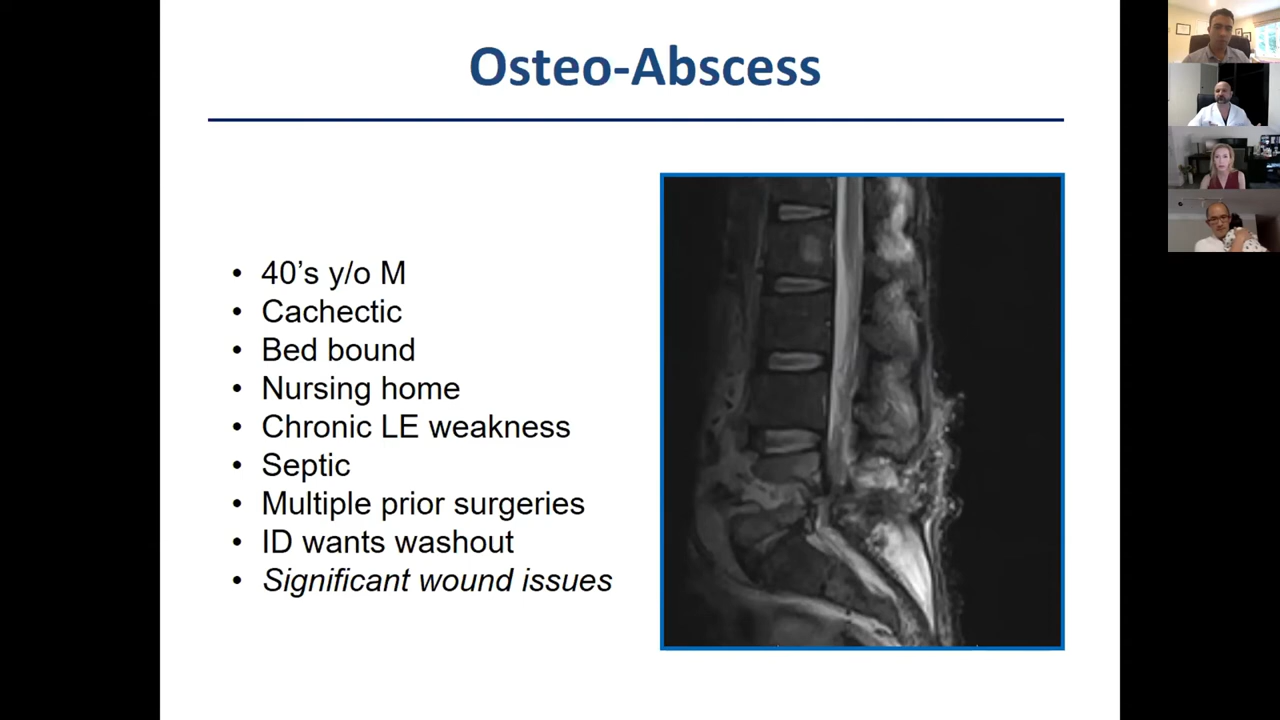 Osteo-Abscess
• 40's y/o M
• Cachectic
• Bed bound
• Nursing home
• Chronic LE weakness
• Septic
• Multiple prior surgeries
• ID wants washout
• Significant wound issues